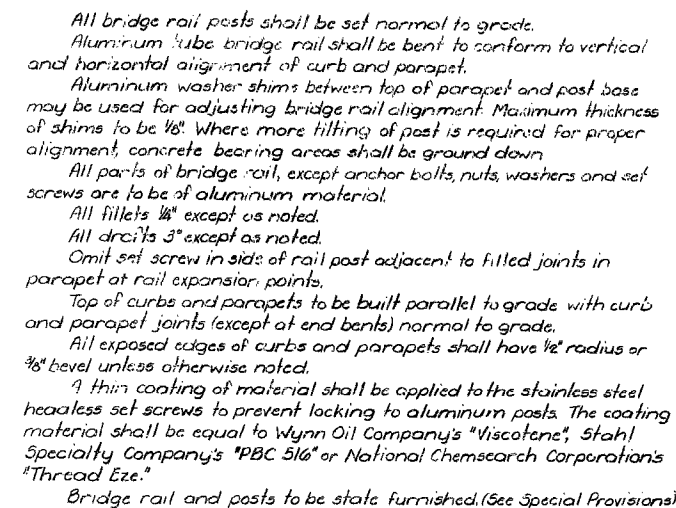 All bridge rail posts shall be set normal to grade.
Aluminum tube bridge rail shall be bent to conform to vertical
and horizontal alignment of curb and parapet.
Aluminum washer shims between top of parapet and post base
may be used for adjusting bridge rail alignment. Maximum thickness
of shims to be 1/8". Where more tilting of post is required for proper
alignment, concrete bearing areas shall be ground down
All parts of bridge rail, except anchor bolts, nuts, washers and set
screws are to be of aluminum material.
All fillets 1/4" except as noted.
All drafts 3° except as noted.
Omit set screw in side of rail post adjacent to filled joints in
parapet at rail expansion points.
Top of curbs and parapets to be built parallel to grade with curb
and parapet joints (except at end bents) normal to grade.
All exposed edges of curbs and parapets shall have 1/2" radius or
3/8" bevel unless otherwise noted.
A thin coating of material shall be applied to the stainless steel
headless set screws to prevent locking to aluminum posts. The coating
material shall be equal to Wynn Oil Company's "Viscotene", Stahl
Specialty Company's "PBC 516" or National Chemsearch Corporation's
"Thread Eze."
Bridge rail and posts to be state furnished. (See Special Provisions)